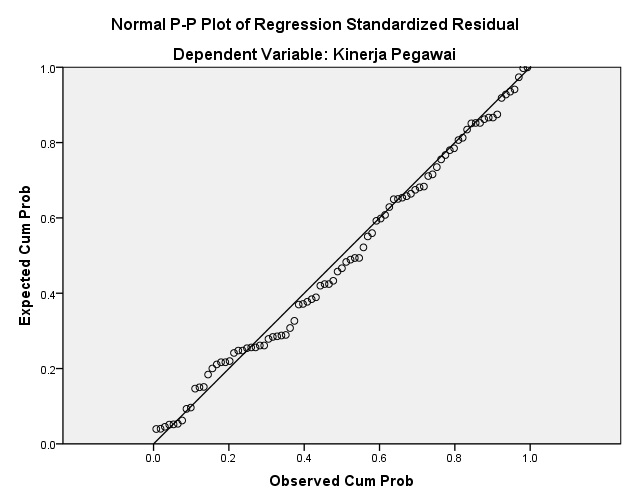 Normal P-P Plot of Regression Standardized Residual
Dependent Variable: Kinerja Pegawai
1.0
0.8
0.6
0.4
0.2
0.0
Expected Cum Prob
0.0 0.2 0.4 0.6 0.8 1.0
Observed Cum Prob